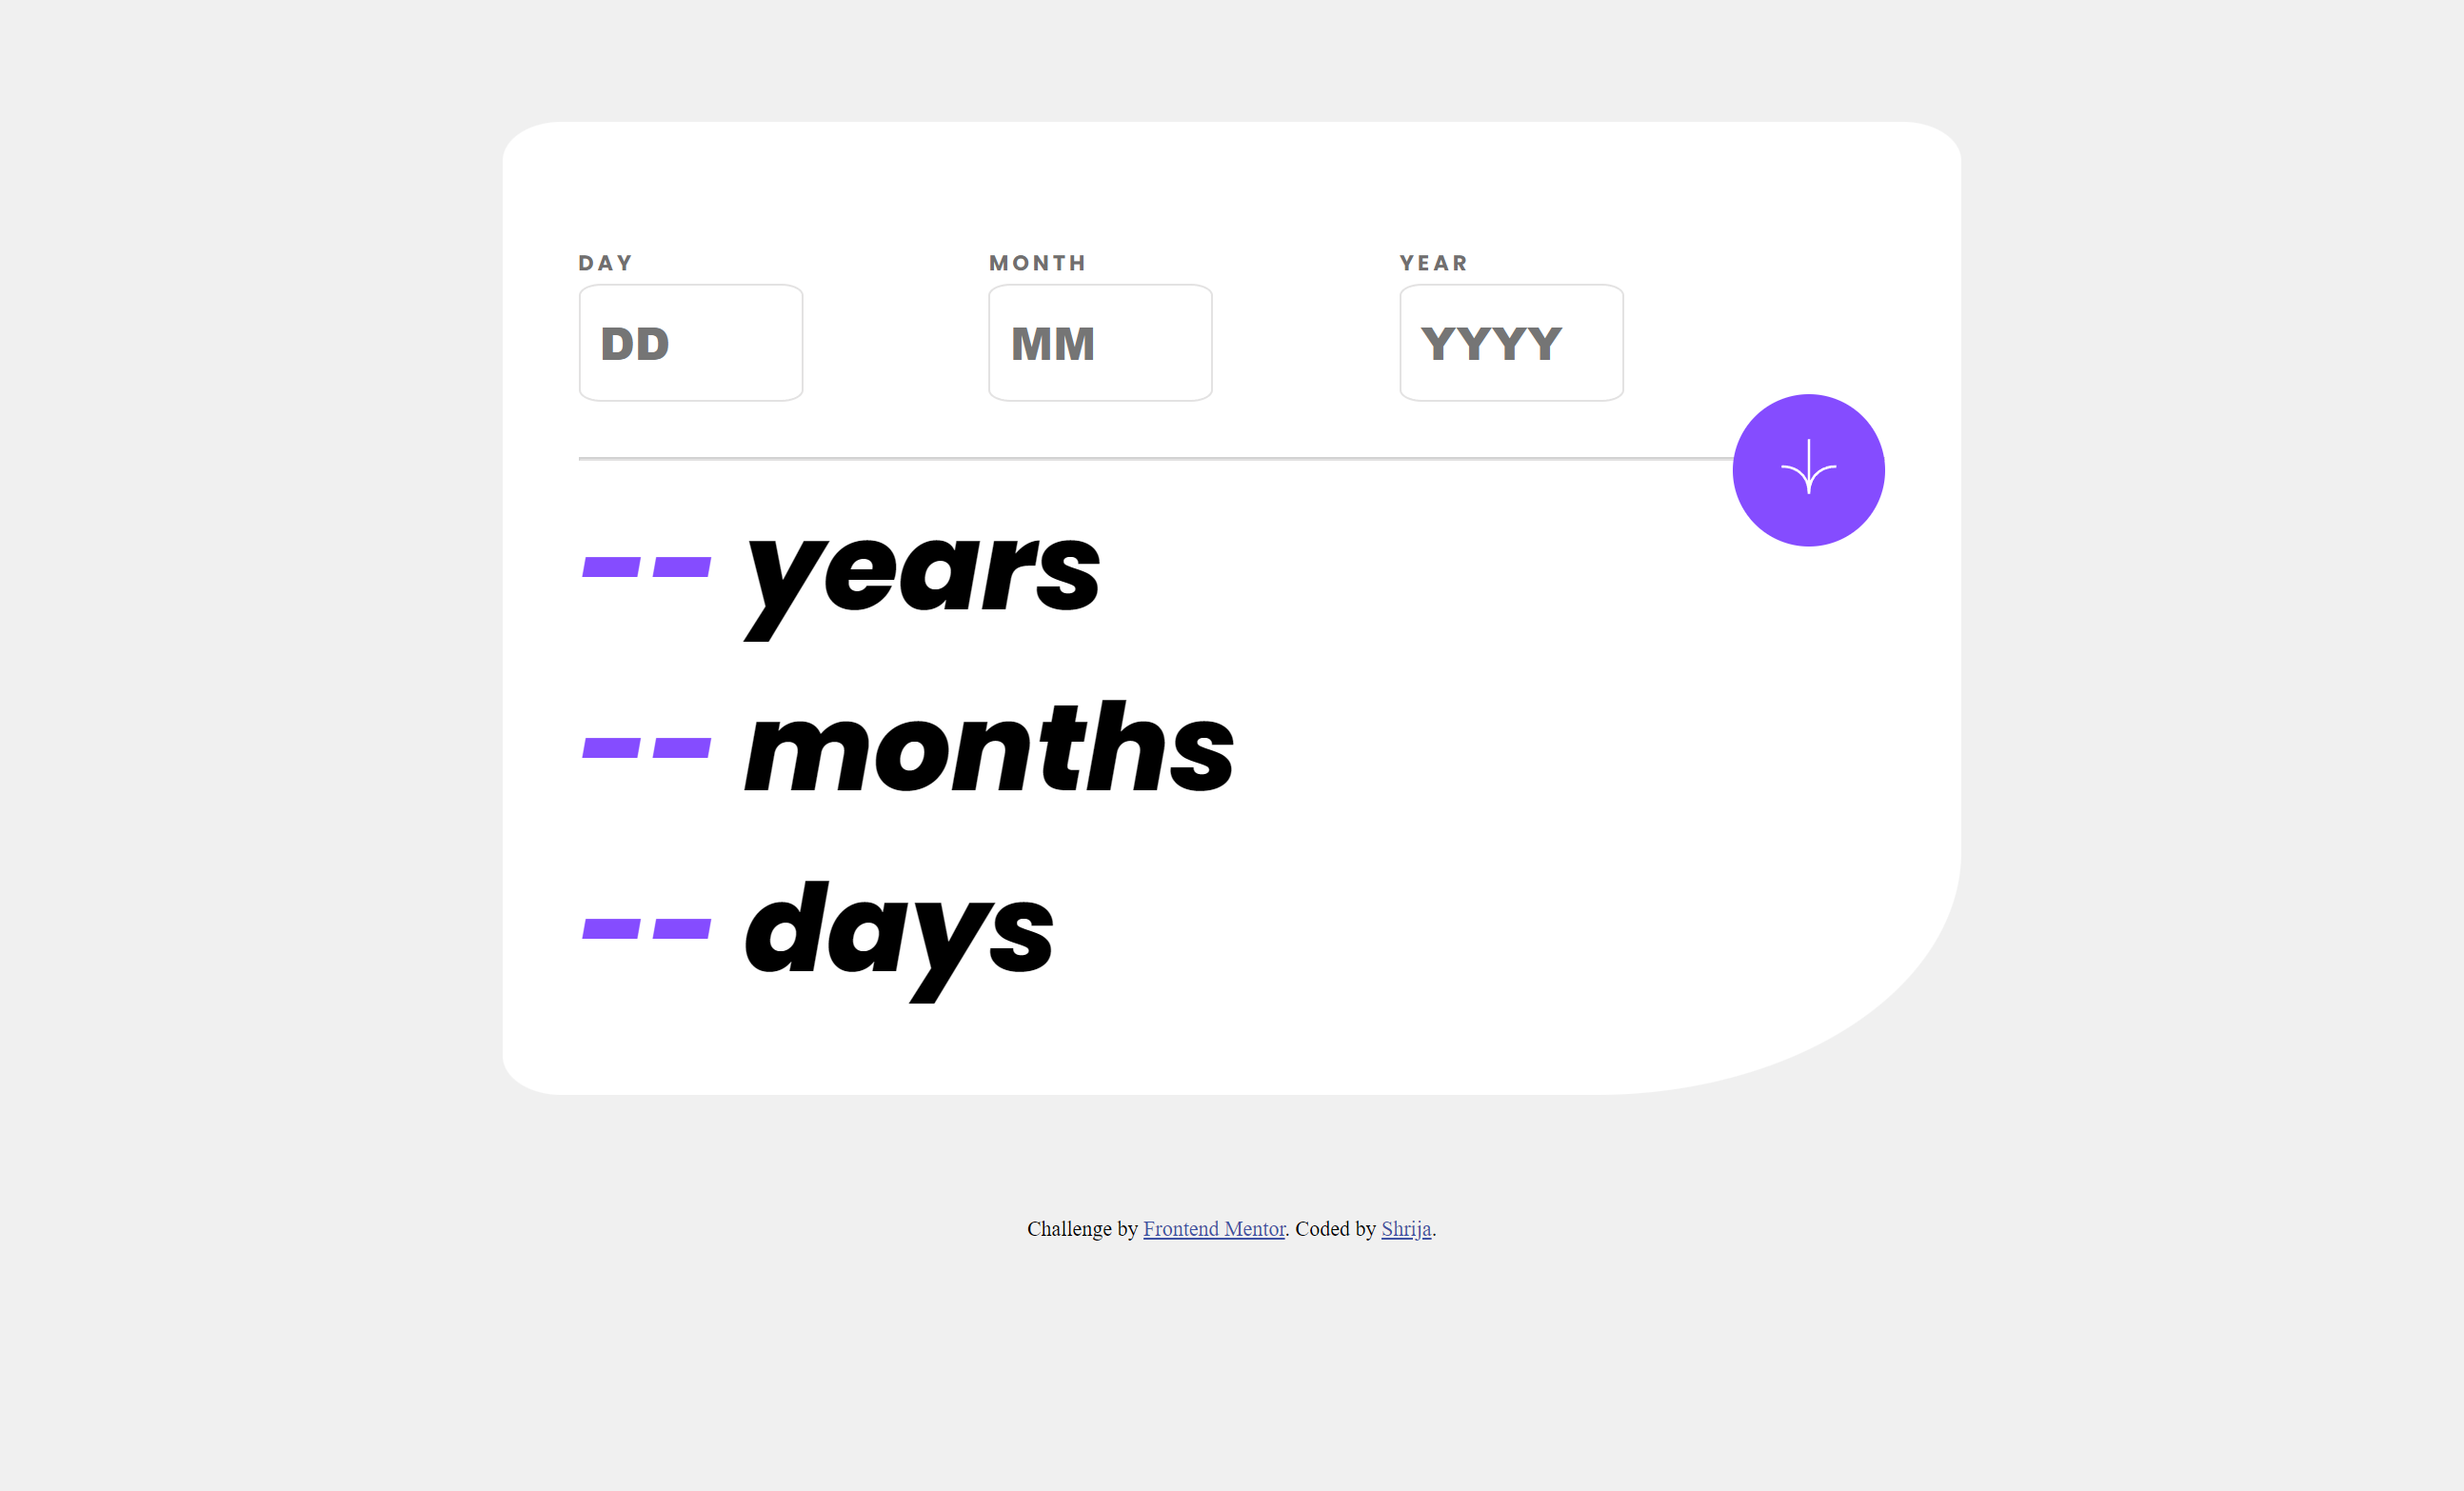 DAY MONTH YEAR
DD MM YYYY
-- years
-- months
-- days
Challenge by Frontend Mentor. Coded by Shrija.